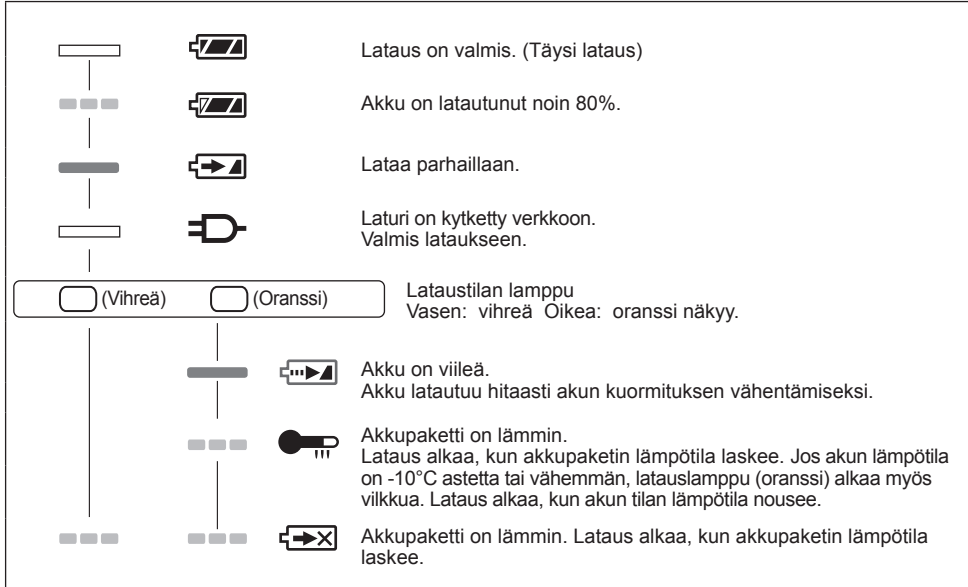 Lataus on valmis. (Täysi lataus)
Akku on latautunut noin 80%.
Lataa parhaillaan.
Laturi on kytketty verkkoon.
Valmis lataukseen.
(Vihreä) (Oranssi)
Lataustilan lamppu
Vasen: vihreä Oikea: oranssi näkyy.
Akku on viileä.
Akku latautuu hitaasti akun kuormituksen vähentämiseksi.
Akkupaketti on lämmin.
Lataus alkaa, kun akkupaketin lämpötila laskee. Jos akun lämpötila
on -10°C astetta tai vähemmän, latauslamppu (oranssi) alkaa myös
vilkkua. Lataus alkaa, kun akun tilan lämpötila nousee.
Akkupaketti on lämmin. Lataus alkaa, kun akkupaketin lämpötila
laskee.